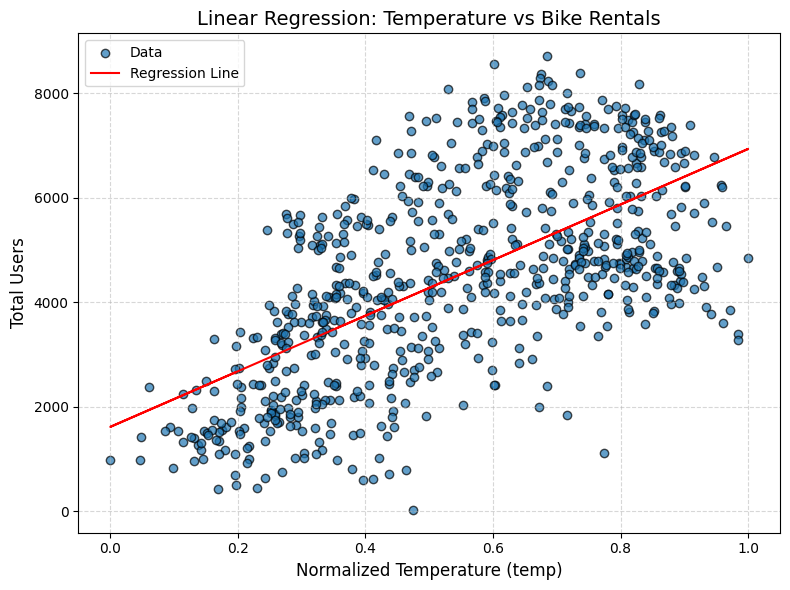 Linear Regression: Temperature vs Bike Rentals
Data
Regression Line
Total Users
8000
6000
4000
2000
0
0.0 0.2 0.4 0.6 0.8 1.0
Normalized Temperature (temp)